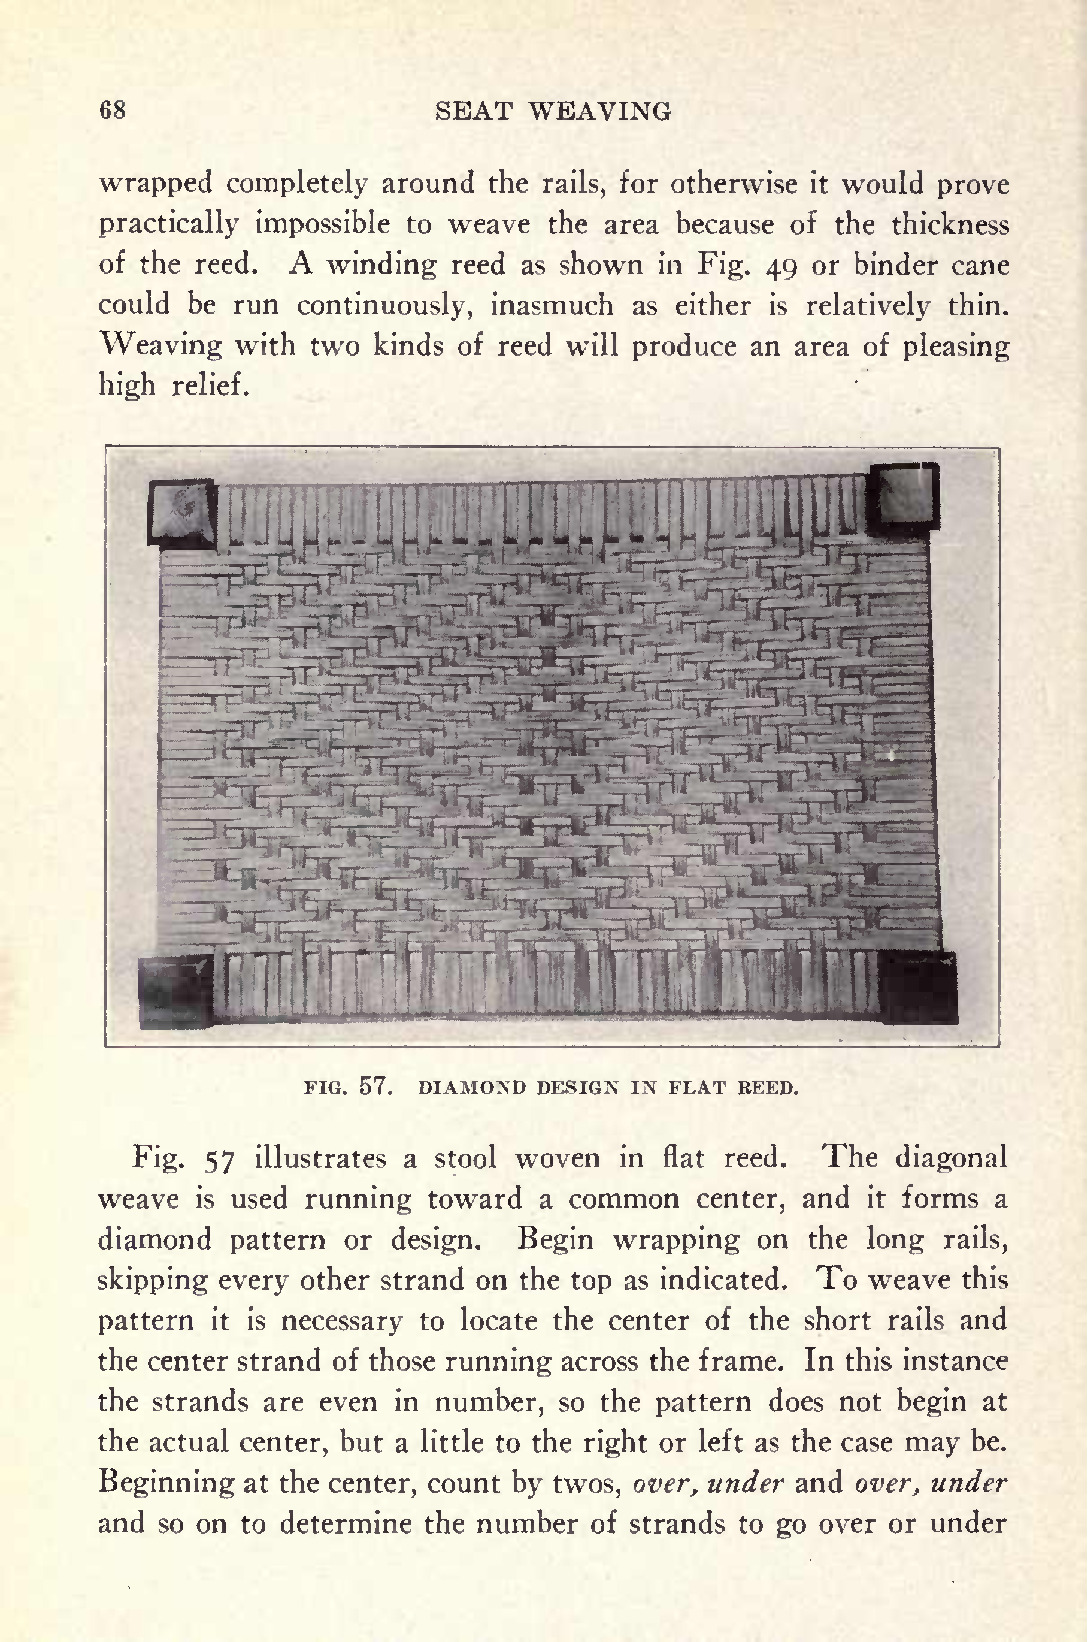 68 SEAT WEAVING
wrapped completely around the rails, for otherwise it would prove
practically impossible to weave the area because of the thickness
of the reed. A winding reed as shown in Fig. 49 or binder cane
could be run continuously, inasmuch as either is relatively thin.
Weaving with two kinds of reed will produce an area of pleasing
high relief.
FIG. 57. DIAMOND DESIGN IN FLAT REED.
Fig. 57 illustrates a stool woven in flat reed. The diagonal
weave is used running toward a common center, and it forms a
diamond pattern or design. Begin wrapping on the long rails,
skipping every other strand on the top as indicated. To weave this
pattern it is necessary to locate the center of the short rails and
the center strand of those running across the frame. In this instance
the strands are even in number, so the pattern does not begin at
the actual center, but a little to the right or left as the case may be.
Beginning at the center, count by twos, over, under and over, under
and so on to determine the number of strands to go over or under